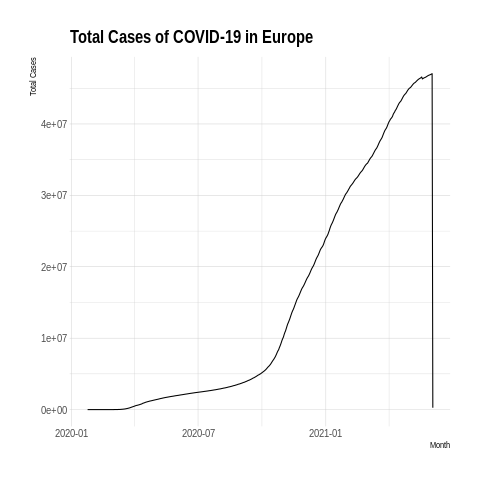 Total Cases of COVID-19 in Europe
Total Cases
4e+07
3e+07
2e+07
1e+07
0e+00
2020-01 2020-07 2021-01
Month